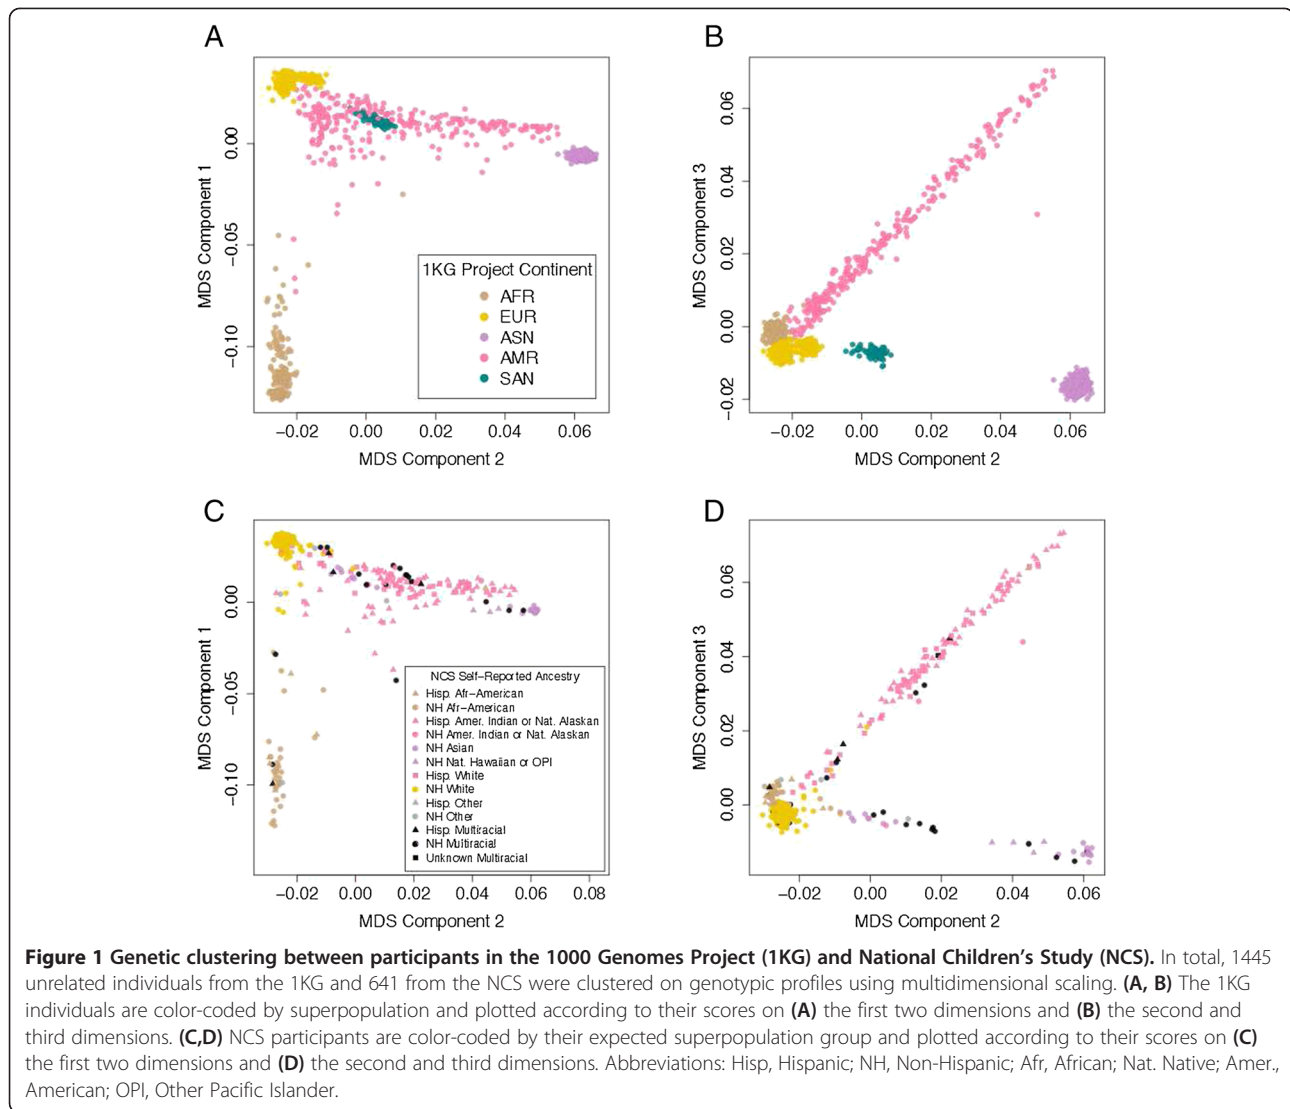 A
B
MDS Component 1
0.00
−0.05
−0.10
1KG Project Continent
AFR
EUR
ASN
AMR
SAN
−0.02 0.00 0.02 0.04 0.06
MDS Component 2
MDS Component 3
0.06
0.04
0.02
0.00
−0.02
−0.02 0.00 0.02 0.04 0.06
MDS Component 2
C
D
MDS Component 1
0.00
−0.05
−0.10
NCS Self−Reported Ancestry
Hisp. Afr−American
NH Afr−American
Hisp. Amer. Indian or Nat. Alaskan
NH Amer. Indian or Nat. Alaskan
NH Asian
NH Nat. Hawaiian or OPI
Hisp. White
NH White
Hisp. Other
NH Other
Hisp. Multiracial
NH Multiracial
Unknown Multiracial
−0.02 0.00 0.02 0.04 0.06 0.08
MDS Component 2
MDS Component 3
0.06
0.04
0.02
0.00
−0.02 0.00 0.02 0.04 0.06
MDS Component 2
Figure 1 Genetic clustering between participants in the 1000 Genomes Project (1KG) and National Children's Study (NCS). In total, 1445
unrelated individuals from the 1KG and 641 from the NCS were clustered on genotypic profiles using multidimensional scaling. (A, B) The 1KG
individuals are color-coded by superpopulation and plotted according to their scores on (A) the first two dimensions and (B) the second and
third dimensions. (C,D) NCS participants are color-coded by their expected superpopulation group and plotted according to their scores on (C)
the first two dimensions and (D) the second and third dimensions. Abbreviations: Hisp, Hispanic; NH, Non-Hispanic; Afr, African; Nat. Native; Amer.,
American; OPI, Other Pacific Islander.